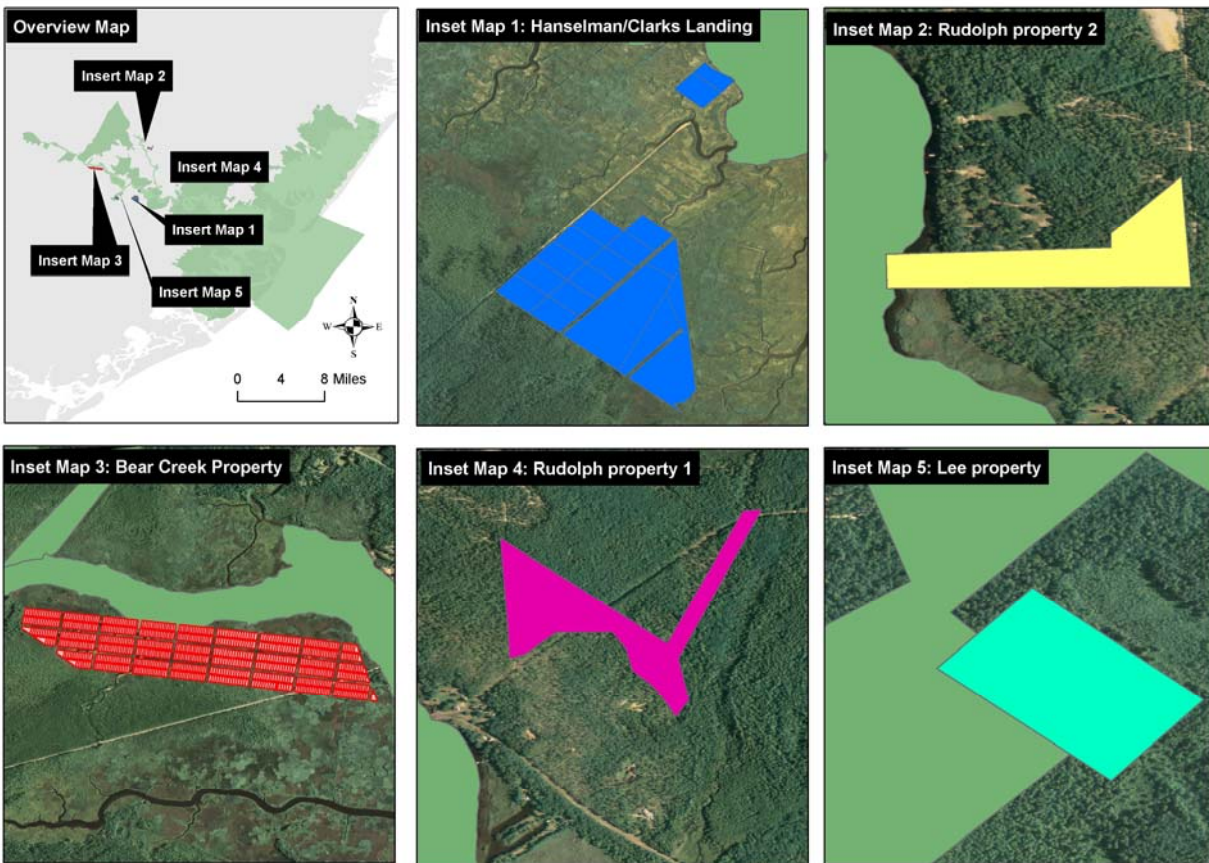 Overview Map
Insert Map 2
Insert Map 4
Insert Map 1
Insert Map 3
Insert Map 5
N
W E
S
0 4 8 Miles
Inset Map 1: Hanselman/Clarks Landing
Inset Map 2: Rudolph property 2
Inset Map 3: Bear Creek Property
Inset Map 4: Rudolph property 1
Inset Map 5: Lee property